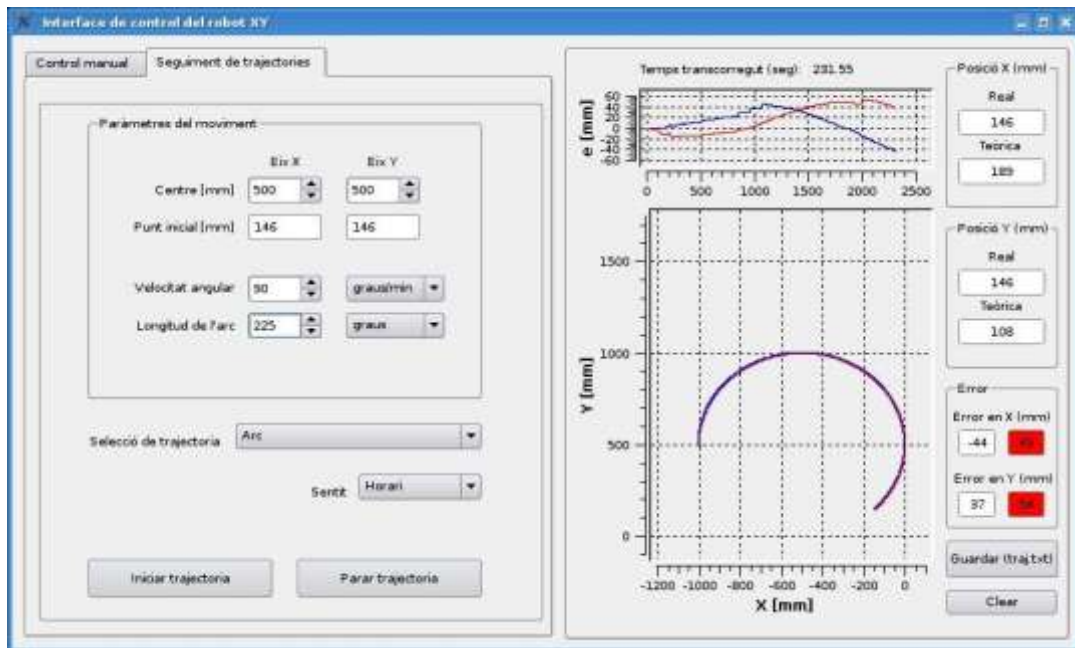 Interface de control del robot XY
Control manual
Seguiment de trajectories
Paràmetres del moviment
Eix X Eix Y
Centre [mm] 500 500
Punt inicial [mm] 146 146
Velocitat angular 50 graus/min
Longitud de l'arc 225 graus
Selecció de trajectoria Arc
Sentit Horari
Iniciar trajectoria
Parar trajectoria
Temps transcorregut (seg): 231.55
e [mm]
60
40
20
0
-20
-40
-60
0 500 1000 1500 2000 2500
Y [mm]
1500
1000
500
0
-1200 -1000 -800 -600 -400 -200 0
X [mm]
Posició X (mm)
Real
146
Teòrica
189
Posició Y (mm)
Real
146
Teòrica
108
Error
Error en X (mm)
-44
Error en Y (mm)
37
Guardar (traj.txt)
Clear